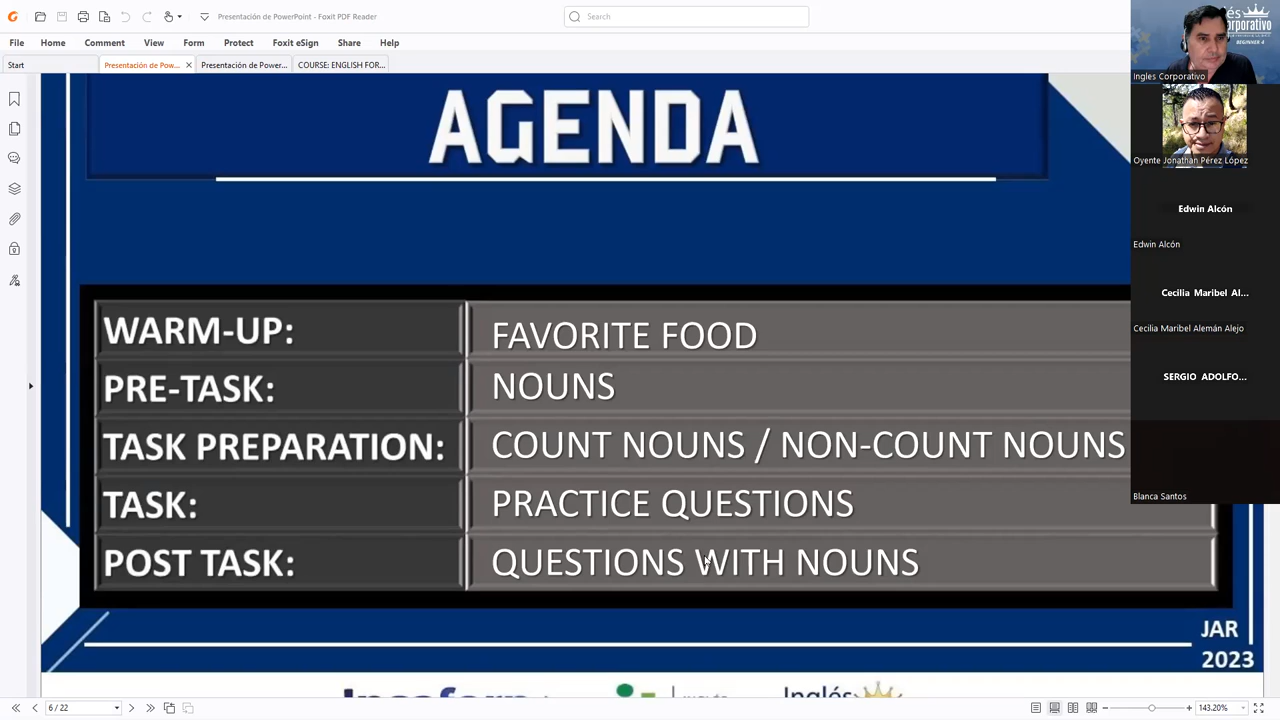 Presentación de PowerPoint - Foxit PDF Reader
Search
File Home Comment View Form Protect Foxit eSign Share Help
Start
Presentación de Pow...
Presentación de Power...
COURSE: ENGLISH FOR...
BEGINNER 4
Ingles Corporativo
Oyente Jonathan Pérez López
Edwin Alcón
Edwin Alcón
Cecilia Maribel Al...
Cecilia Maribel Alemán Alejo
SERGIO ADOLFO...
Blanca Santos
AGENDA
WARM-UP: FAVORITE FOOD
PRE-TASK: NOUNS
TASK PREPARATION: COUNT NOUNS / NON-COUNT NOUNS
TASK: PRACTICE QUESTIONS
POST TASK: QUESTIONS WITH NOUNS
JAR
2023
Inglés
6 / 22
143.20%